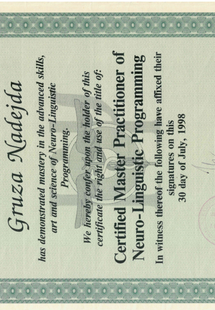 Gruza Nadejda
has demonstrated mastery in the advanced skills,
art and science of Neuro-Linguistic
Programming.
We hereby confer upon the holder of this
certificate the right and use of the title of:
Certified Master Practitioner of
Neuro-Linguistic Programming
In witness thereof the following have affixed their
signatures on this
30 day of July, 1998